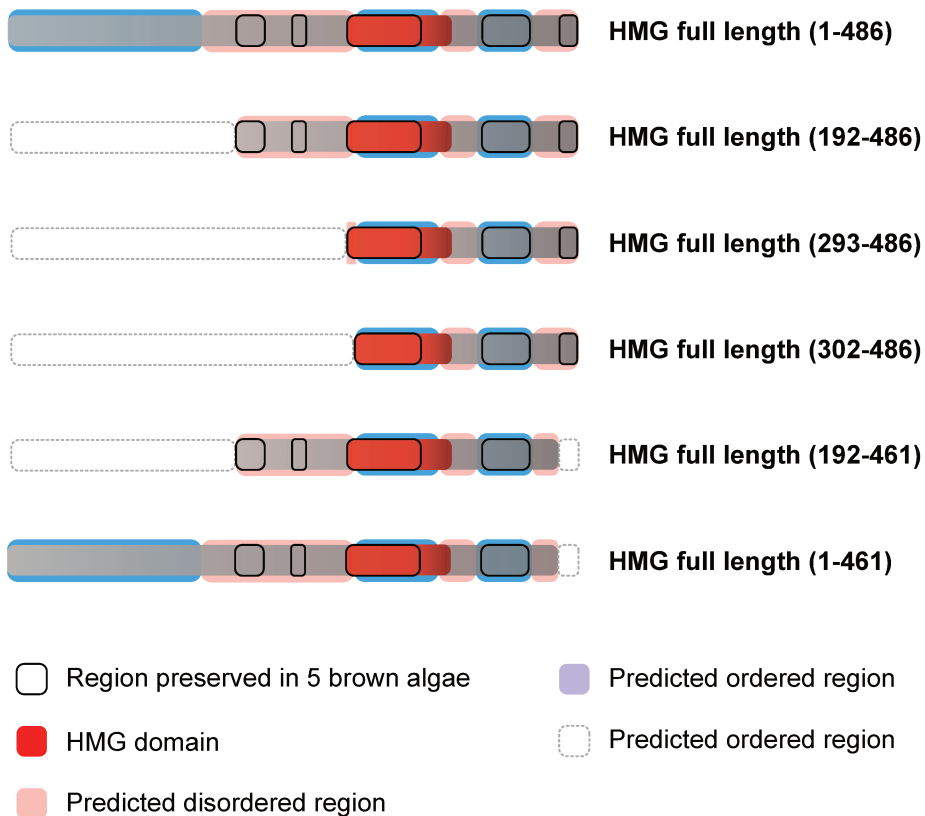 HMG full length (1-486)
HMG full length (192-486)
HMG full length (293-486)
HMG full length (302-486)
HMG full length (192-461)
HMG full length (1-461)
Region preserved in 5 brown algae
HMG domain
Predicted disordered region
Predicted ordered region
Predicted ordered region